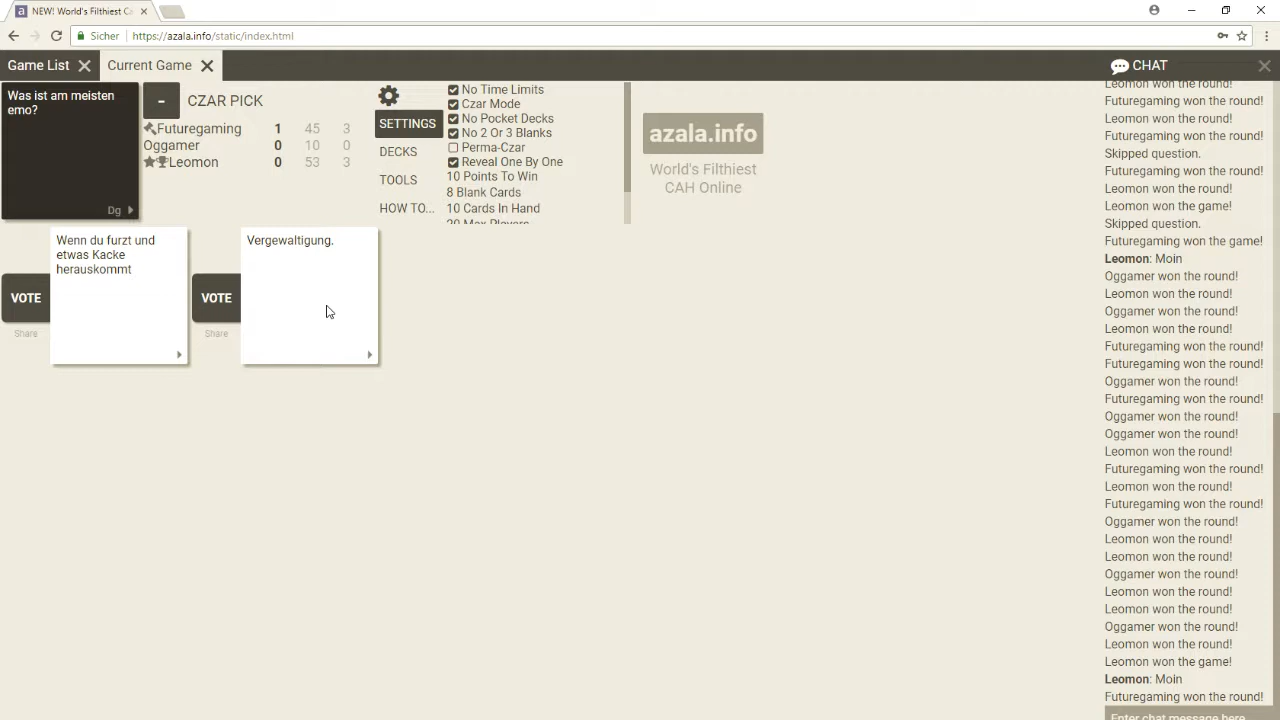 NEW! World's Filthiest C
Sicher
https://azala.info/static/index.html
Game List
Current Game
CHAT
Was ist am meisten
emo?
Dg
-
CZAR PICK
Futuregaming 1 45 3
Oggamer 0 10 0
Leomon 0 53 3
SETTINGS
DECKS
TOOLS
HOW TO...
No Time Limits
Czar Mode
No Pocket Decks
No 2 Or 3 Blanks
Perma-Czar
Reveal One By One
10 Points To Win
8 Blank Cards
10 Cards In Hand
20 Max Players
azala.info
World's Filthiest
CAH Online
VOTE
Share
Wenn du furzt und
etwas Kacke
herauskommt
VOTE
Share
Vergewaltigung.
Leomon won the round!
Futuregaming won the round!
Leomon won the round!
Futuregaming won the round!
Skipped question.
Futuregaming won the round!
Leomon won the round!
Leomon won the game!
Skipped question.
Futuregaming won the game!
Leomon: Moin
Oggamer won the round!
Leomon won the round!
Oggamer won the round!
Leomon won the round!
Futuregaming won the round!
Futuregaming won the round!
Oggamer won the round!
Futuregaming won the round!
Oggamer won the round!
Oggamer won the round!
Leomon won the round!
Futuregaming won the round!
Leomon won the round!
Futuregaming won the round!
Oggamer won the round!
Leomon won the round!
Leomon won the round!
Oggamer won the round!
Leomon won the round!
Leomon won the round!
Oggamer won the round!
Leomon won the round!
Leomon won the game!
Leomon: Moin
Futuregaming won the round!
Enter chat message here